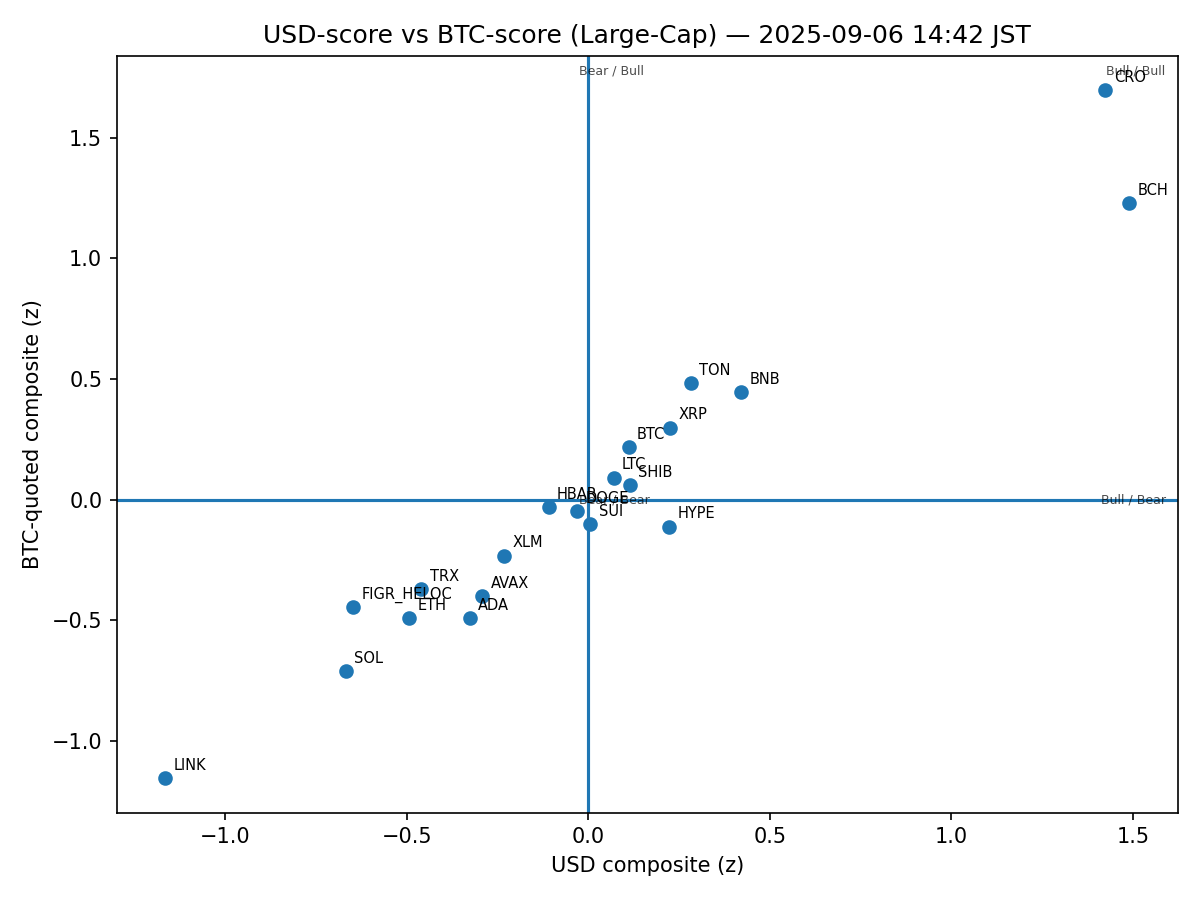 USD-score vs BTC-score (Large-Cap) — 2025-09-06 14:42 JST
Bear / Bull
Bull / Bull
CRO
BCH
TON
BNB
XRP
BTC
LTC
SHIB
HBAR
DOGE
Bear / Bear
Bull / Bear
SUI
HYPE
XLM
TRX
AVAX
FIGR_HELOC
ETH
ADA
SOL
LINK
1.5
1.0
0.5
0.0
−0.5
−1.0
BTC-quoted composite (z)
−1.0
−0.5
0.0
0.5
1.0
1.5
USD composite (z)